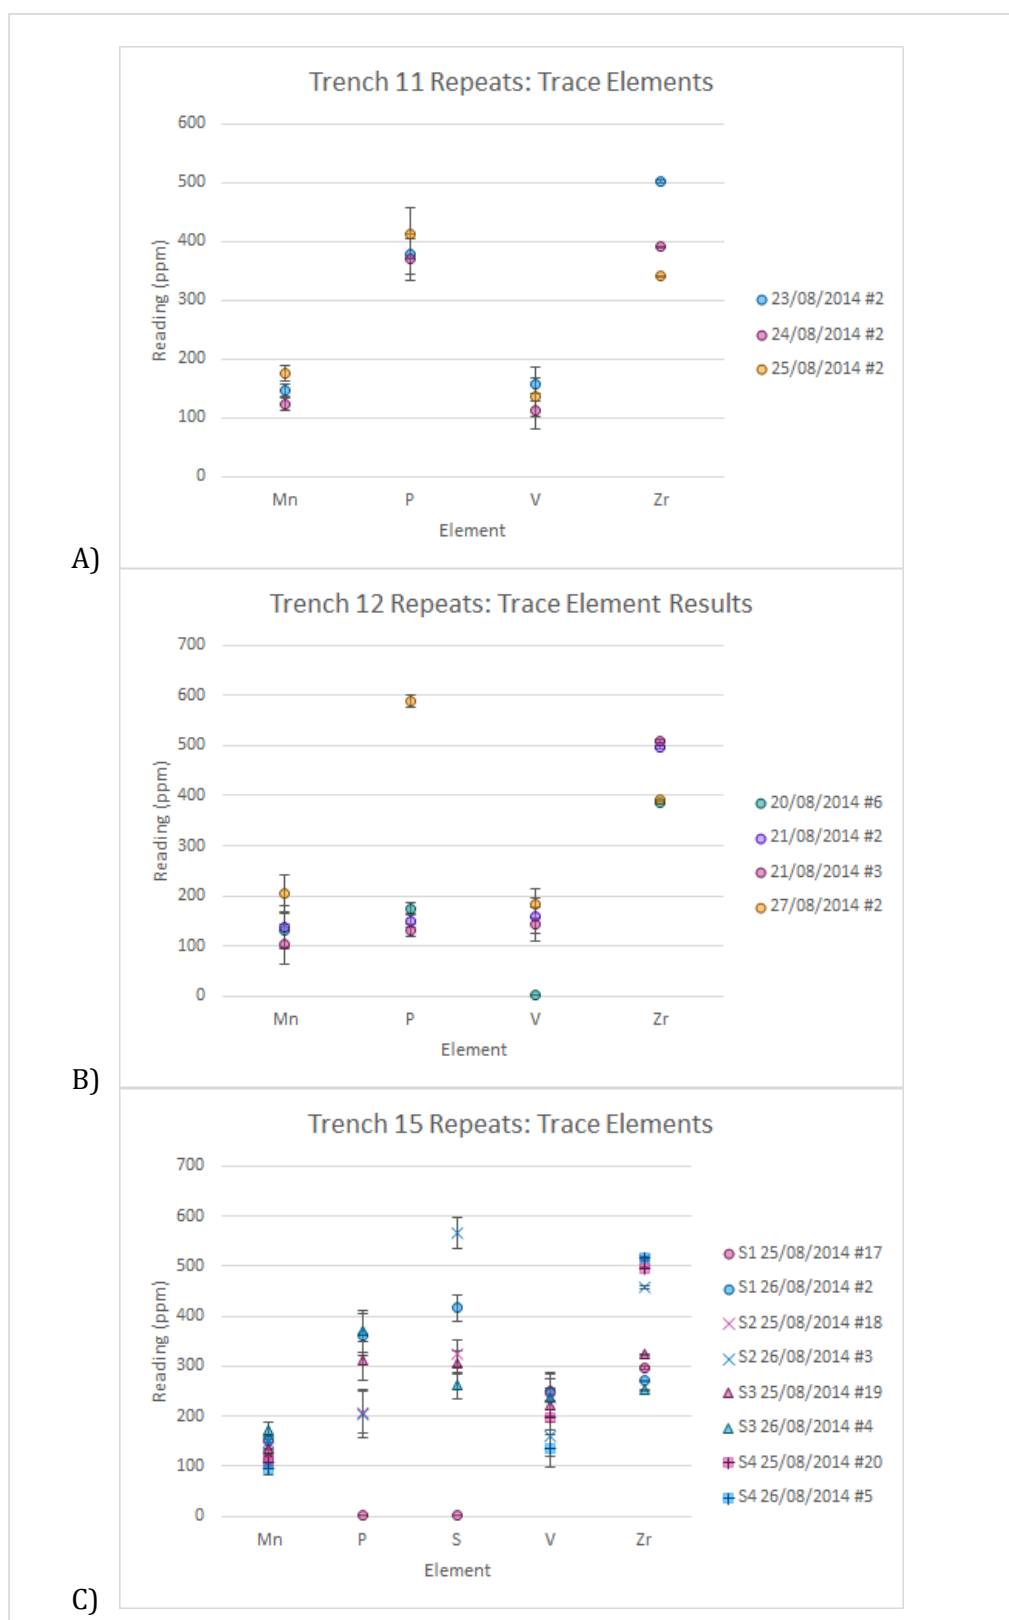 Trench 11 Repeats: Trace Elements
600
500
400
300
200
100
0
Reading (ppm)
Mn P V Zr
Element
23/08/2014 #2
24/08/2014 #2
25/08/2014 #2
A)
Trench 12 Repeats: Trace Element Results
700
600
500
400
300
200
100
0
Reading (ppm)
Mn P V Zr
Element
20/08/2014 #6
21/08/2014 #2
21/08/2014 #3
27/08/2014 #2
B)
Trench 15 Repeats: Trace Elements
700
600
500
400
300
200
100
0
Reading (ppm)
Mn P S V Zr
Element
S1 25/08/2014 #17
S1 26/08/2014 #2
S2 25/08/2014 #18
S2 26/08/2014 #3
S3 25/08/2014 #19
S3 26/08/2014 #4
S4 25/08/2014 #20
S4 26/08/2014 #5
C)